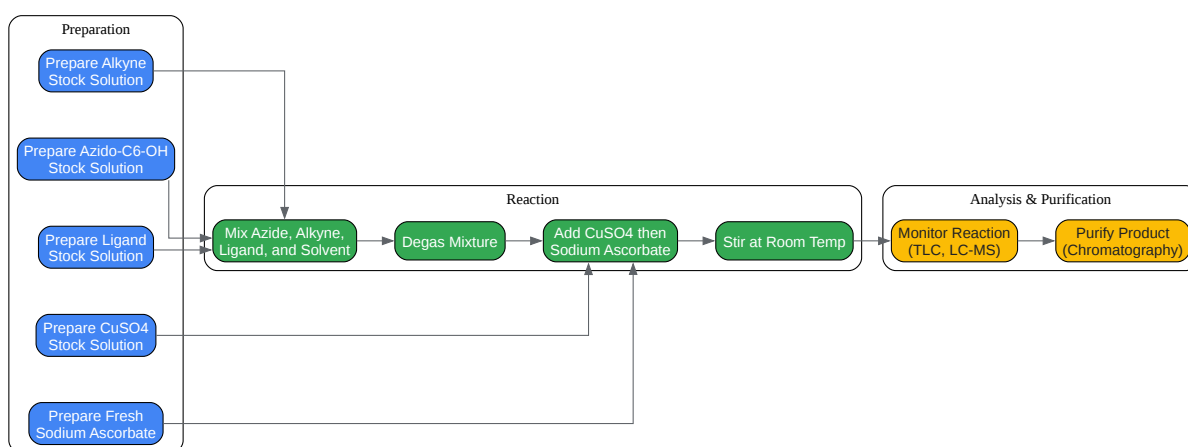 Preparation
Prepare Alkyne
Stock Solution
Prepare Azido-C6-OH
Stock Solution
Prepare Ligand
Stock Solution
Prepare CuSO4
Stock Solution
Prepare Fresh
Sodium Ascorbate
Reaction
Mix Azide, Alkyne,
Ligand, and Solvent
Degas Mixture
Add CuSO4 then
Sodium Ascorbate
Stir at Room Temp
Analysis & Purification
Monitor Reaction
(TLC, LC-MS)
Purify Product
(Chromatography)